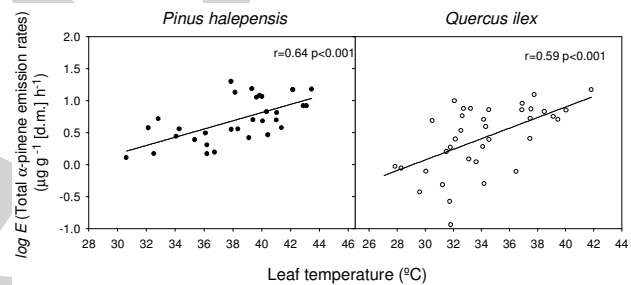 Pinus halepensis
Quercus ilex
log E (Total α-pinene emission rates)
(µg g⁻¹ [d.m.] h⁻¹)
2.0
1.5
1.0
0.5
0.0
-0.5
-1.0
r=0.64 p<0.001
r=0.59 p<0.001
28 30 32 34 36 38 40 42 44 46
26 28 30 32 34 36 38 40 42 44
Leaf temperature (ºC)